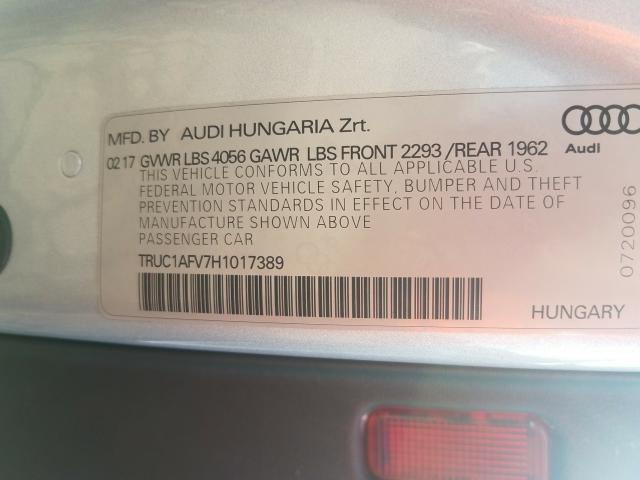 MFD. BY AUDI HUNGARIA Zrt.
02 17 GVWR LBS 4056 GAWR LBS FRONT 2293 /REAR 1962
Audi
THIS VEHICLE CONFORMS TO ALL APPLICABLE U.S.
FEDERAL MOTOR VEHICLE SAFETY, BUMPER AND THEFT
PREVENTION STANDARDS IN EFFECT ON THE DATE OF
MANUFACTURE SHOWN ABOVE
PASSENGER CAR
TRUC1AFV7H1017389
HUNGARY
0720096